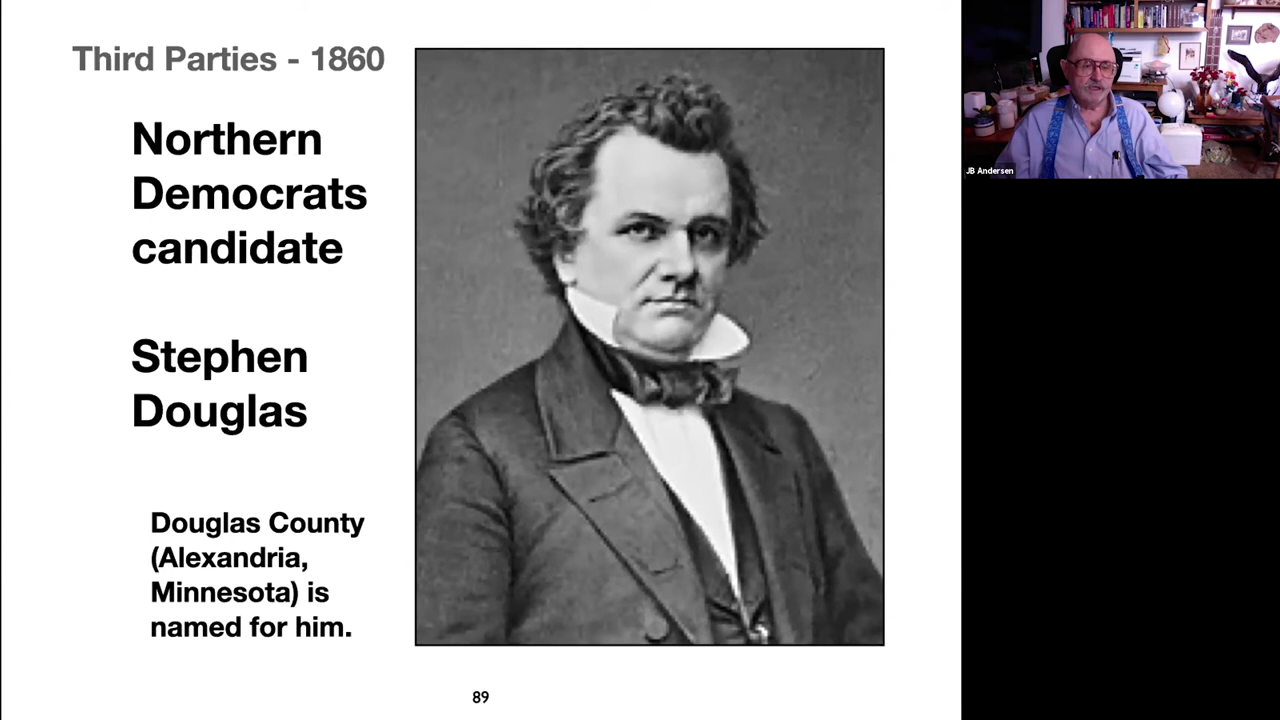 Third Parties - 1860
Northern
Democrats
candidate
Stephen
Douglas
Douglas County
(Alexandria,
Minnesota) is
named for him.
89
JB Andersen